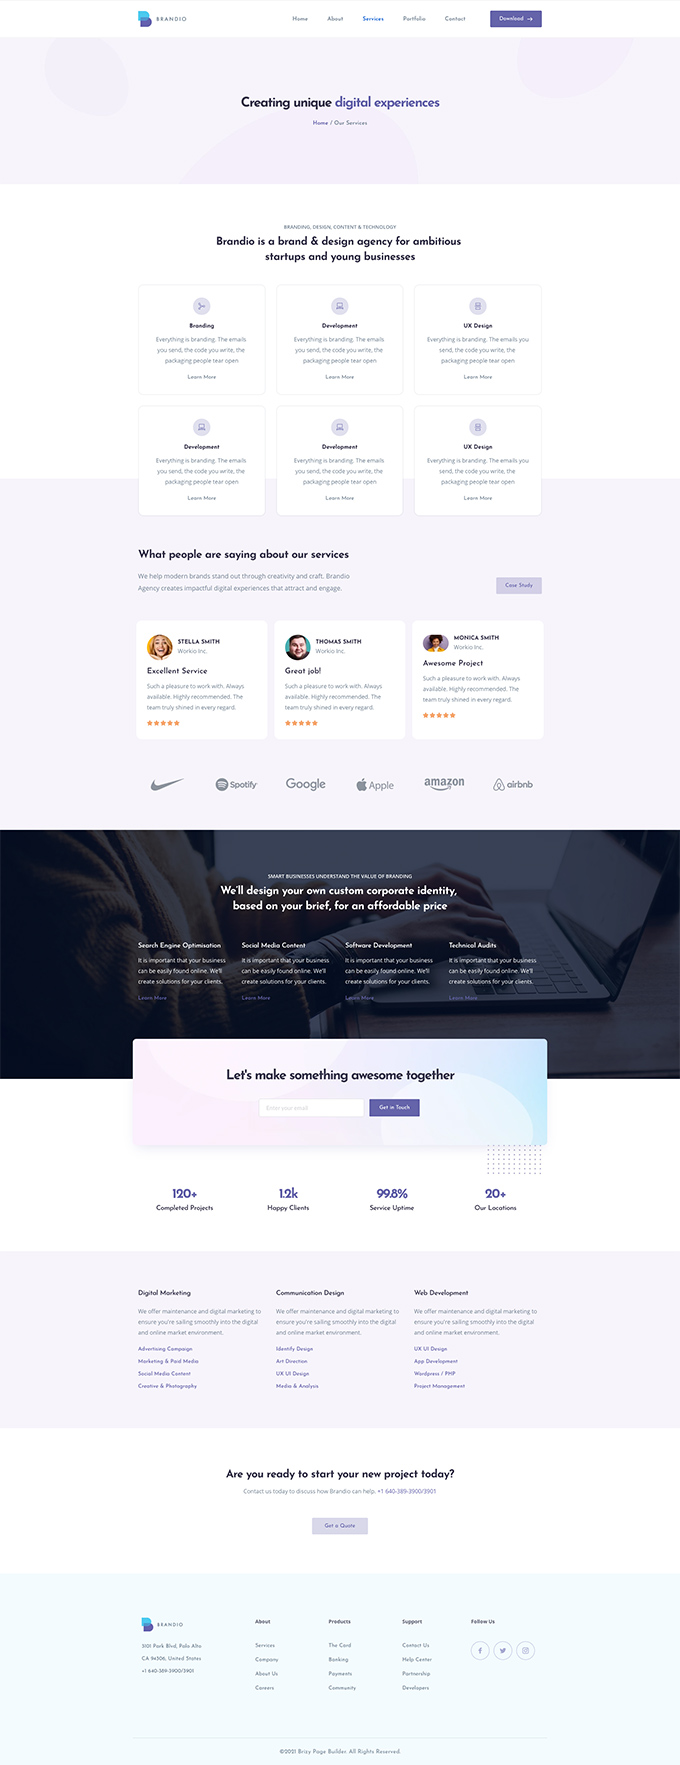 BRANDIO
Home About Services Portfolio Contact Download
Creating unique digital experiences
Home / Our Services
BRANDING, DESIGN, CONTENT & TECHNOLOGY
Brandio is a brand & design agency for ambitious
startups and young businesses
Branding
Everything is branding. The emails
you send, the code you write, the
packaging people tear open
Learn More
Development
Everything is branding. The emails
you send, the code you write, the
packaging people tear open
Learn More
UX Design
Everything is branding. The emails you
send, the code you write, the
packaging people tear open
Learn More
Development
Everything is branding. The emails
you send, the code you write, the
packaging people tear open
Learn More
Development
Everything is branding. The emails
you send, the code you write, the
packaging people tear open
Learn More
UX Design
Everything is branding. The emails you
send, the code you write, the
packaging people tear open
Learn More
What people are saying about our services
We help modern brands stand out through creativity and craft. Brandio
Agency creates impactful digital experiences that attract and engage.
Case Study
STELLA SMITH
Workio Inc.
Excellent Service
Such a pleasure to work with. Always
available. Highly recommended. The
team truly shined in every regard.
THOMAS SMITH
Workio Inc.
Great job!
Such a pleasure to work with. Always
available. Highly recommended. The
team truly shined in every regard.
MONICA SMITH
Workio Inc.
Awesome Project
Such a pleasure to work with. Always
available. Highly recommended. The
team truly shined in every regard.
Spotify Google Apple amazon airbnb
SMART BUSINESSES UNDERSTAND THE VALUE OF BRANDING
We'll design your own custom corporate identity,
based on your brief, for an affordable price
Search Engine Optimisation
It is important that your business
can be easily found online. We'll
create solutions for your clients.
Learn More
Social Media Content
It is important that your business
can be easily found online. We'll
create solutions for your clients.
Learn More
Software Development
It is important that your business
can be easily found online. We'll
create solutions for your clients.
Learn More
Technical Audits
It is important that your business
can be easily found online. We'll
create solutions for your clients.
Learn More
Let's make something awesome together
Enter your email
Get in Touch
120+
Completed Projects
1.2k
Happy Clients
99.8%
Service Uptime
20+
Our Locations
Digital Marketing
We offer maintenance and digital marketing to
ensure you're sailing smoothly into the digital
and online market environment.
Advertising Campaign
Marketing & Paid Media
Social Media Content
Creative & Photography
Communication Design
We offer maintenance and digital marketing to
ensure you're sailing smoothly into the digital
and online market environment.
Identify Design
Art Direction
UX UI Design
Media & Analysis
Web Development
We offer maintenance and digital marketing to
ensure you're sailing smoothly into the digital
and online market environment.
UX UI Design
App Development
Wordpress / PHP
Project Management
Are you ready to start your new project today?
Contact us today to discuss how Brandio can help. +1 640-389-3900/3901
Get a Quote
BRANDIO
3101 Park Blvd, Palo Alto
CA 94306, United States
+1 640-389-3900/3901
About
Services
Company
About Us
Careers
Products
The Card
Banking
Payments
Community
Support
Contact Us
Help Center
Partnership
Developers
Follow Us
©2021 Brizy Page Builder. All Rights Reserved.